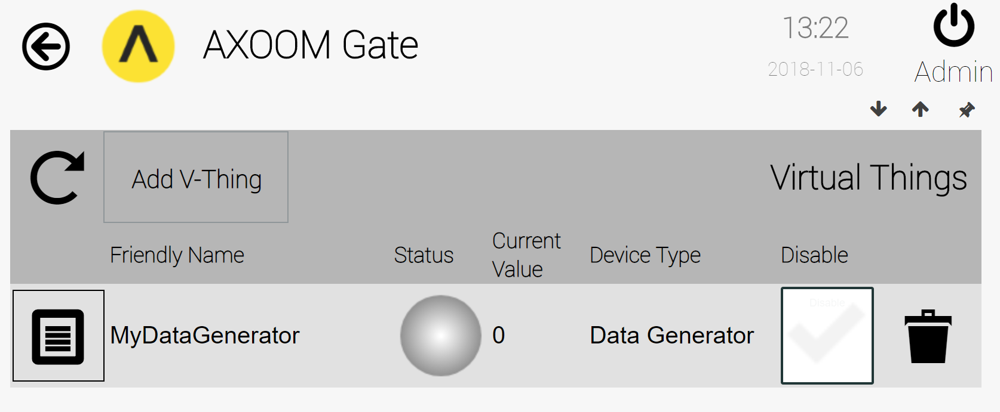 AXOOM Gate
13:22
2018-11-06
Admin
Add V-Thing
Virtual Things
Friendly Name
Status
Current
Value
Device Type
Disable
MyDataGenerator
0
Data Generator
Disable